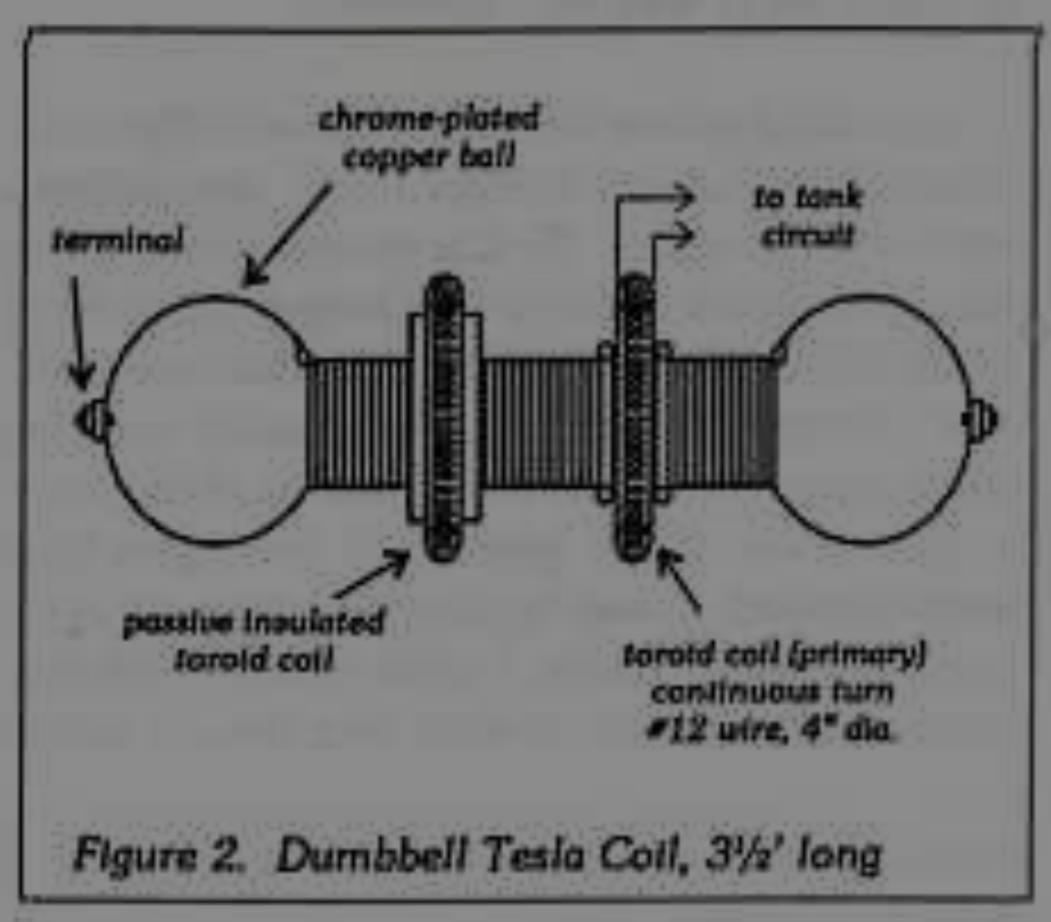 chrome-plated
copper ball
to tank
circuit
terminal
passive insulated
toroid coil
toroid coil (primary)
continuous turn
#12 wire, 4" dia.
Figure 2. Dumbbell Tesla Coil, 3½' long